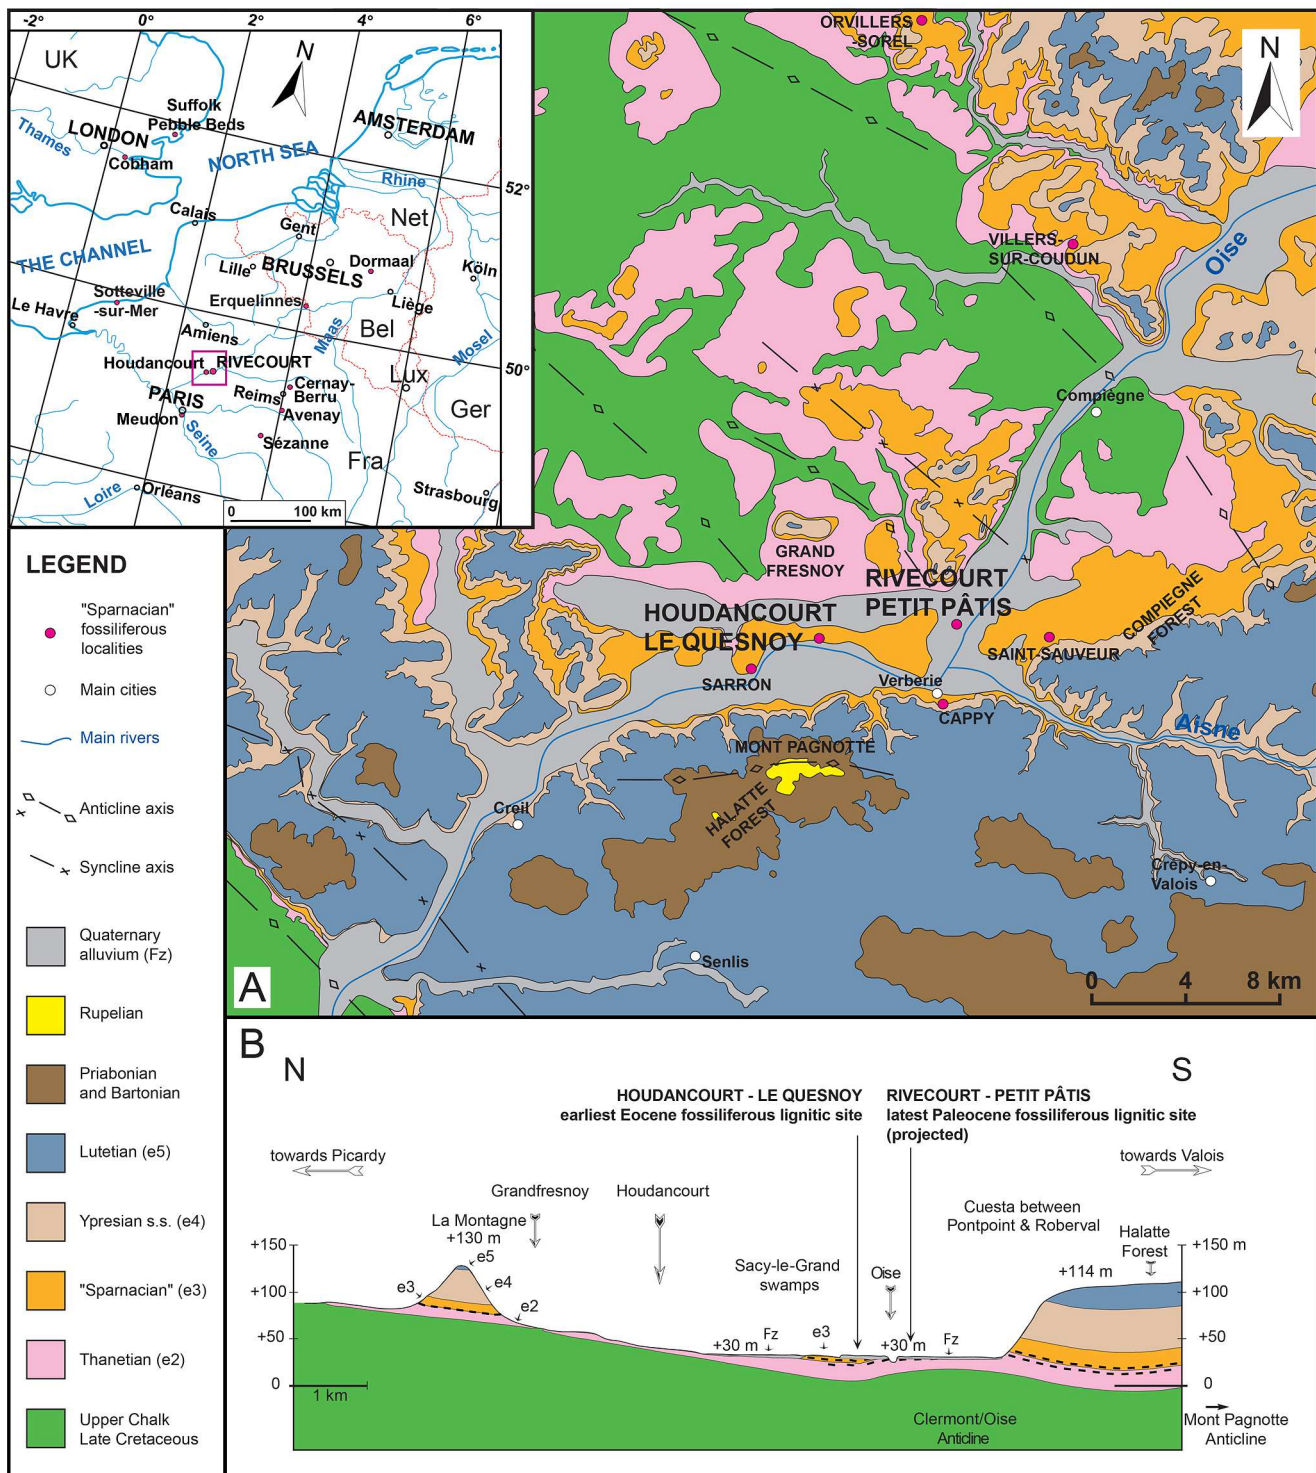 -2°
0°
2°
4°
6°
UK
N
Suffolk
Pebble Beds
LONDON
Thames
Cobham
AMSTERDAM
NORTH SEA
52°
Rhine
Calais
Net
Gent
THE CHANNEL
Lille
BRUSSELS
Dormaal
Köln
Sotteville
-sur-Mer
Erquelinnes
Liège
Le Havre
Amiens
Maas
Bel
Mosel
Houdancourt
RIVECOURT
50°
Lux
PARIS
Reims
Cernay-
Berru
Ger
Meudon
Avenay
Seine
Sézanne
Fra
Loire
Orléans
Strasbourg
0
100 km
ORVILLERS
-SOREL
N
VILLERS-
SUR-COUDUN
Oise
Compiègne
GRAND
FRESNOY
RIVECOURT
PETIT PÂTIS
HOUDANCOURT
LE QUESNOY
COMPIEGNE
FOREST
SAINT-SAUVEUR
SARRON
Verberie
CAPPY
Aisne
MONT PAGNOTTE
HALATTE
FOREST
Creil
Crépy-en-
Valois
Senlis
A
0
4
8 km
LEGEND
"Sparnacian"
fossiliferous
localities
Main cities
Main rivers
Anticline axis
Syncline axis
Quaternary
alluvium (Fz)
Rupelian
Priabonian
and Bartonian
Lutetian (e5)
Ypresian s.s. (e4)
"Sparnacian" (e3)
Thanetian (e2)
Upper Chalk
Late Cretaceous
B
N
S
HOUDANCOURT - LE QUESNOY
earliest Eocene fossiliferous lignitic site
RIVECOURT - PETIT PÂTIS
latest Paleocene fossiliferous lignitic site
(projected)
towards Picardy
towards Valois
Grandfresnoy
Houdancourt
La Montagne
+130 m
Cuesta between
Pontpoint & Roberval
Halatte
Forest
+150
+100
+50
0
e5
e4
e3
e2
Sacy-le-Grand
swamps
Oise
+114 m
+150 m
+100
+50
0
+30 m
Fz
e3
+30 m
Fz
1 km
Clermont/Oise
Anticline
Mont Pagnotte
Anticline